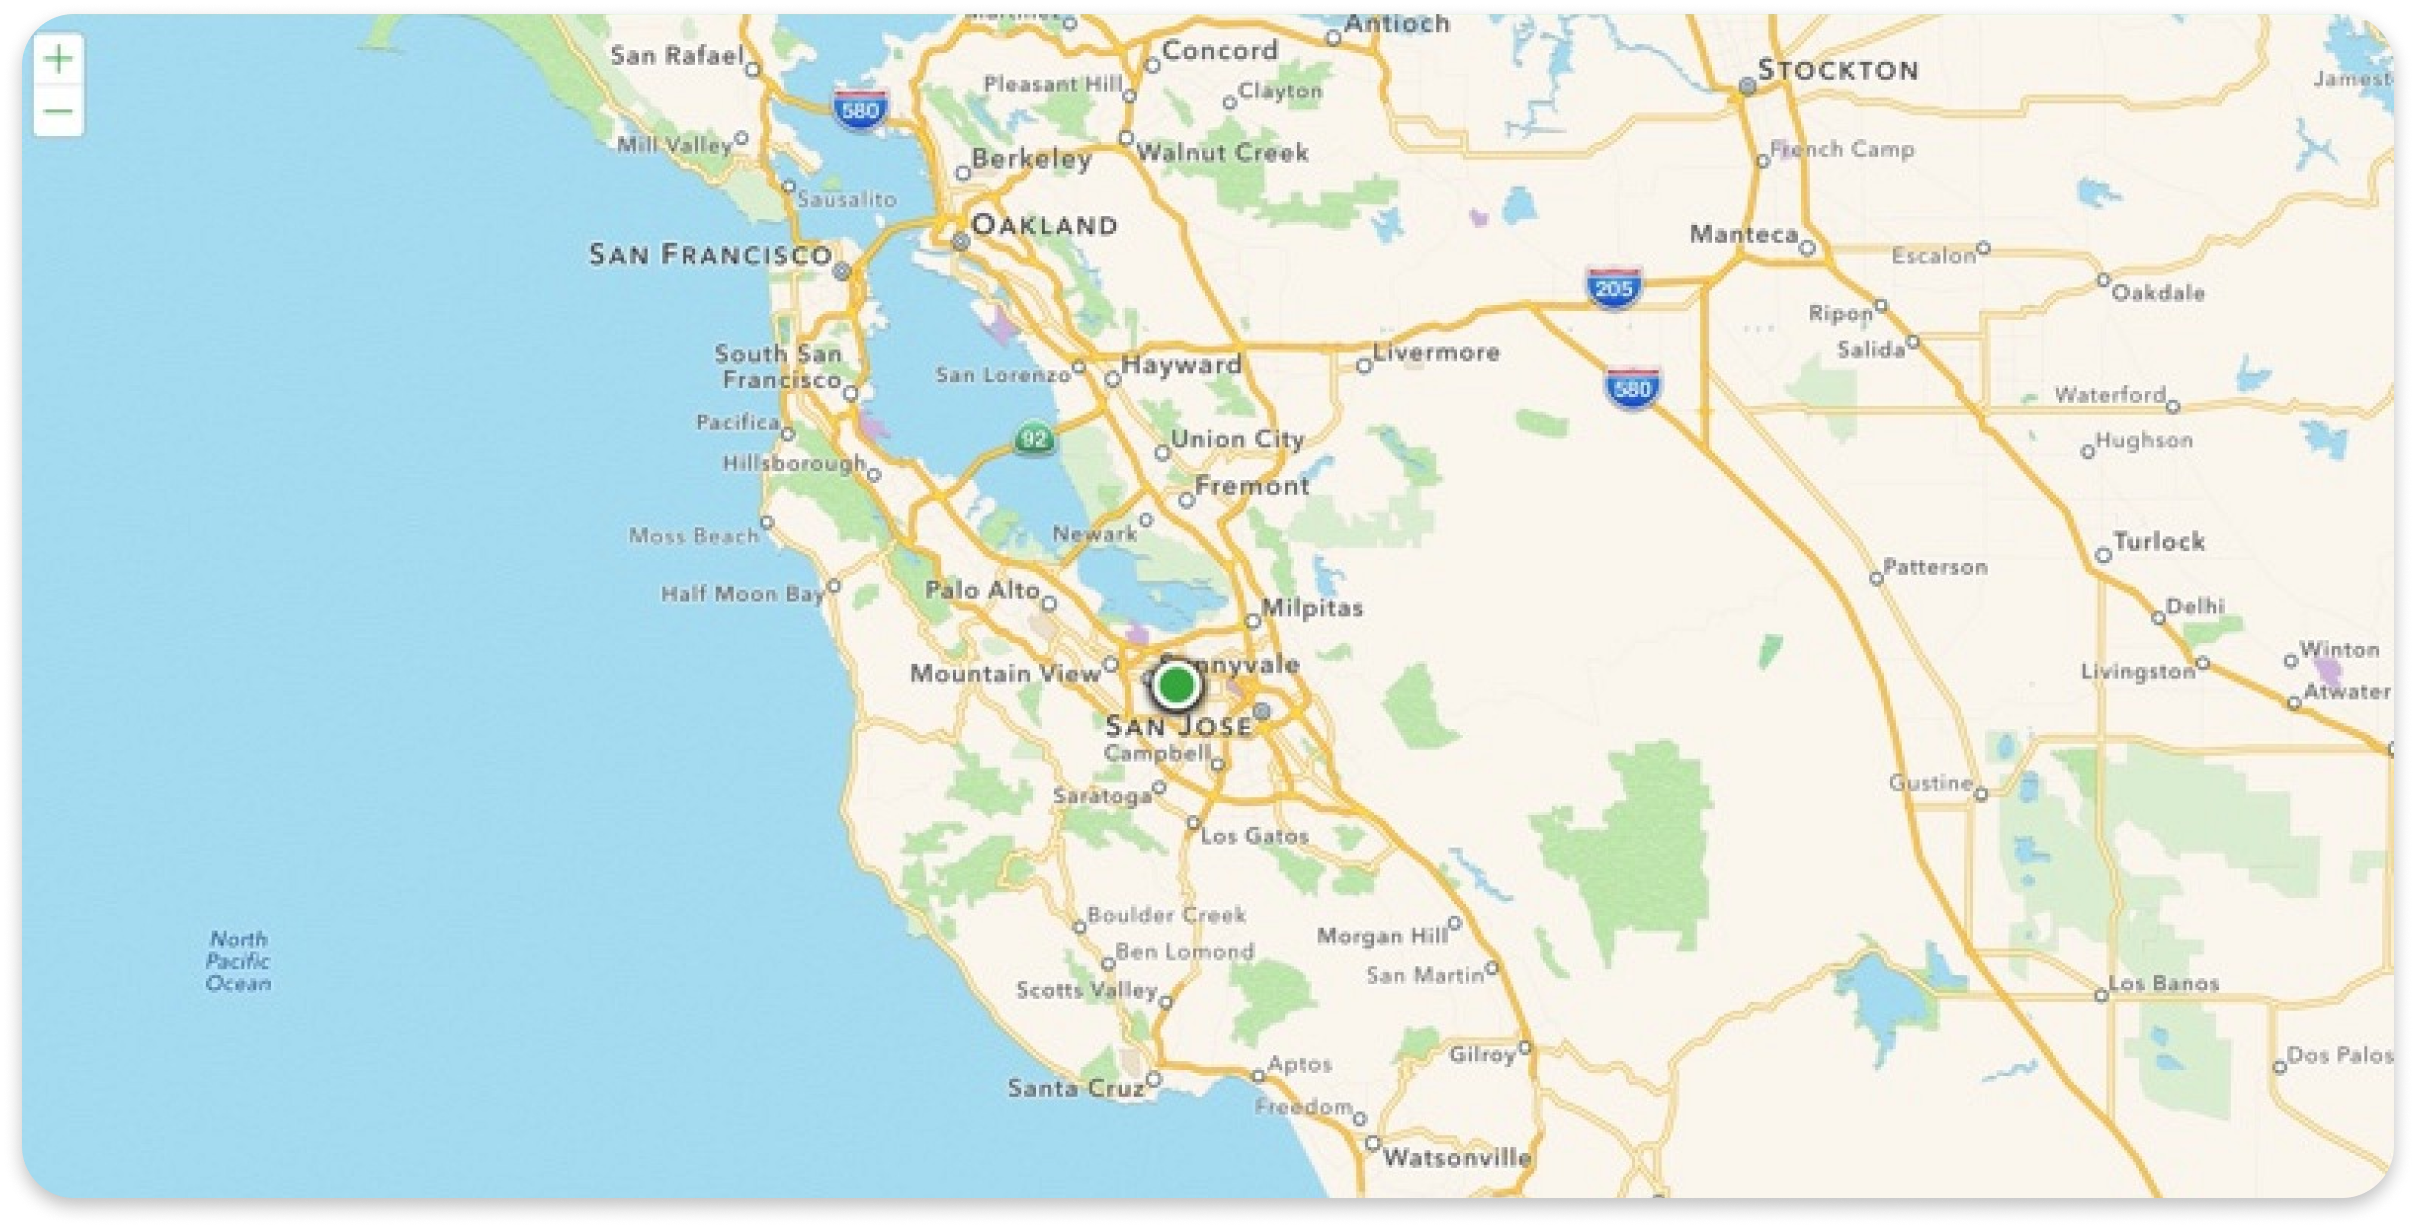 Martinez
Antioch
San Rafael
Concord
STOCKTON
Pleasant Hill
Clayton
580
Mill Valley
Berkeley
Walnut Creek
French Camp
Sausalito
OAKLAND
SAN FRANCISCO
Manteca
Escalon
205
Oakdale
Ripon
South San
Francisco
San Lorenzo
Hayward
Livermore
Salida
580
Waterford
Pacifica
92
Union City
Hughson
Hillsborough
Fremont
Moss Beach
Newark
Turlock
Patterson
Half Moon Bay
Palo Alto
Milpitas
Delhi
Winton
Mountain View
Sunnyvale
Livingston
Atwater
SAN JOSE
Campbell
Saratoga
Gustine
Los Gatos
Boulder Creek
North
Pacific
Ocean
Morgan Hill
Ben Lomond
San Martin
Scotts Valley
Los Banos
Gilroy
Aptos
Dos Palos
Santa Cruz
Freedom
Watsonville